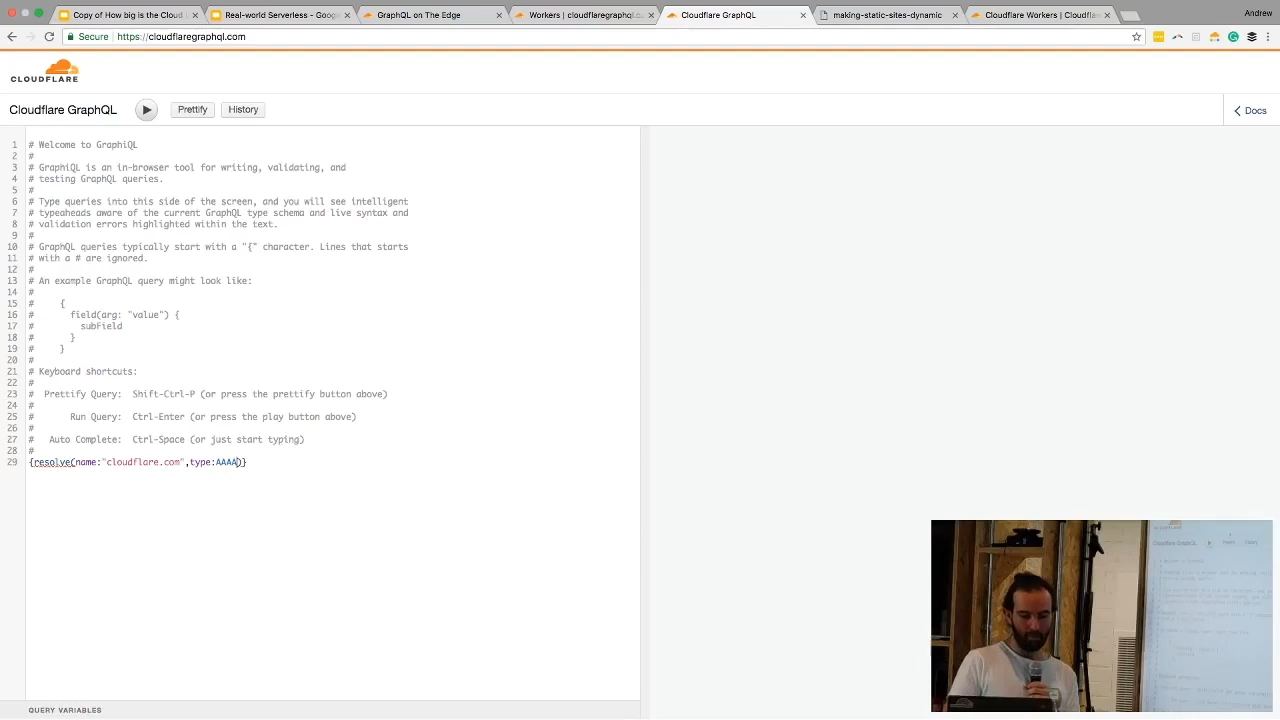 Copy of How big is the Cloud
Real-world Serverless - Goog
GraphQL on The Edge
Workers | cloudflaregraphql.c
Cloudflare GraphQL
making-static-sites-dynamic
Cloudflare Workers | Cloudflar
Andrew
Secure
https://cloudflaregraphql.com
CLOUDFLARE
Cloudflare GraphQL
Prettify
History
Docs
1 # Welcome to GraphiQL
2 #
3 # GraphiQL is an in-browser tool for writing, validating, and
4 # testing GraphQL queries.
5 #
6 # Type queries into this side of the screen, and you will see intelligent
7 # typeaheads aware of the current GraphQL type schema and live syntax and
8 # validation errors highlighted within the text.
9 #
10 # GraphQL queries typically start with a "{" character. Lines that starts
11 # with a # are ignored.
12 #
13 # An example GraphQL query might look like:
14 #
15 # {
16 # field(arg: "value") {
17 # subField
18 # }
19 # }
20 #
21 # Keyboard shortcuts:
22 #
23 # Prettify Query: Shift-Ctrl-P (or press the prettify button above)
24 #
25 # Run Query: Ctrl-Enter (or press the play button above)
26 #
27 # Auto Complete: Ctrl-Space (or just start typing)
28 #
29 {resolve(name:"cloudflare.com",type:AAAA)}
QUERY VARIABLES
Cloudflare GraphQL